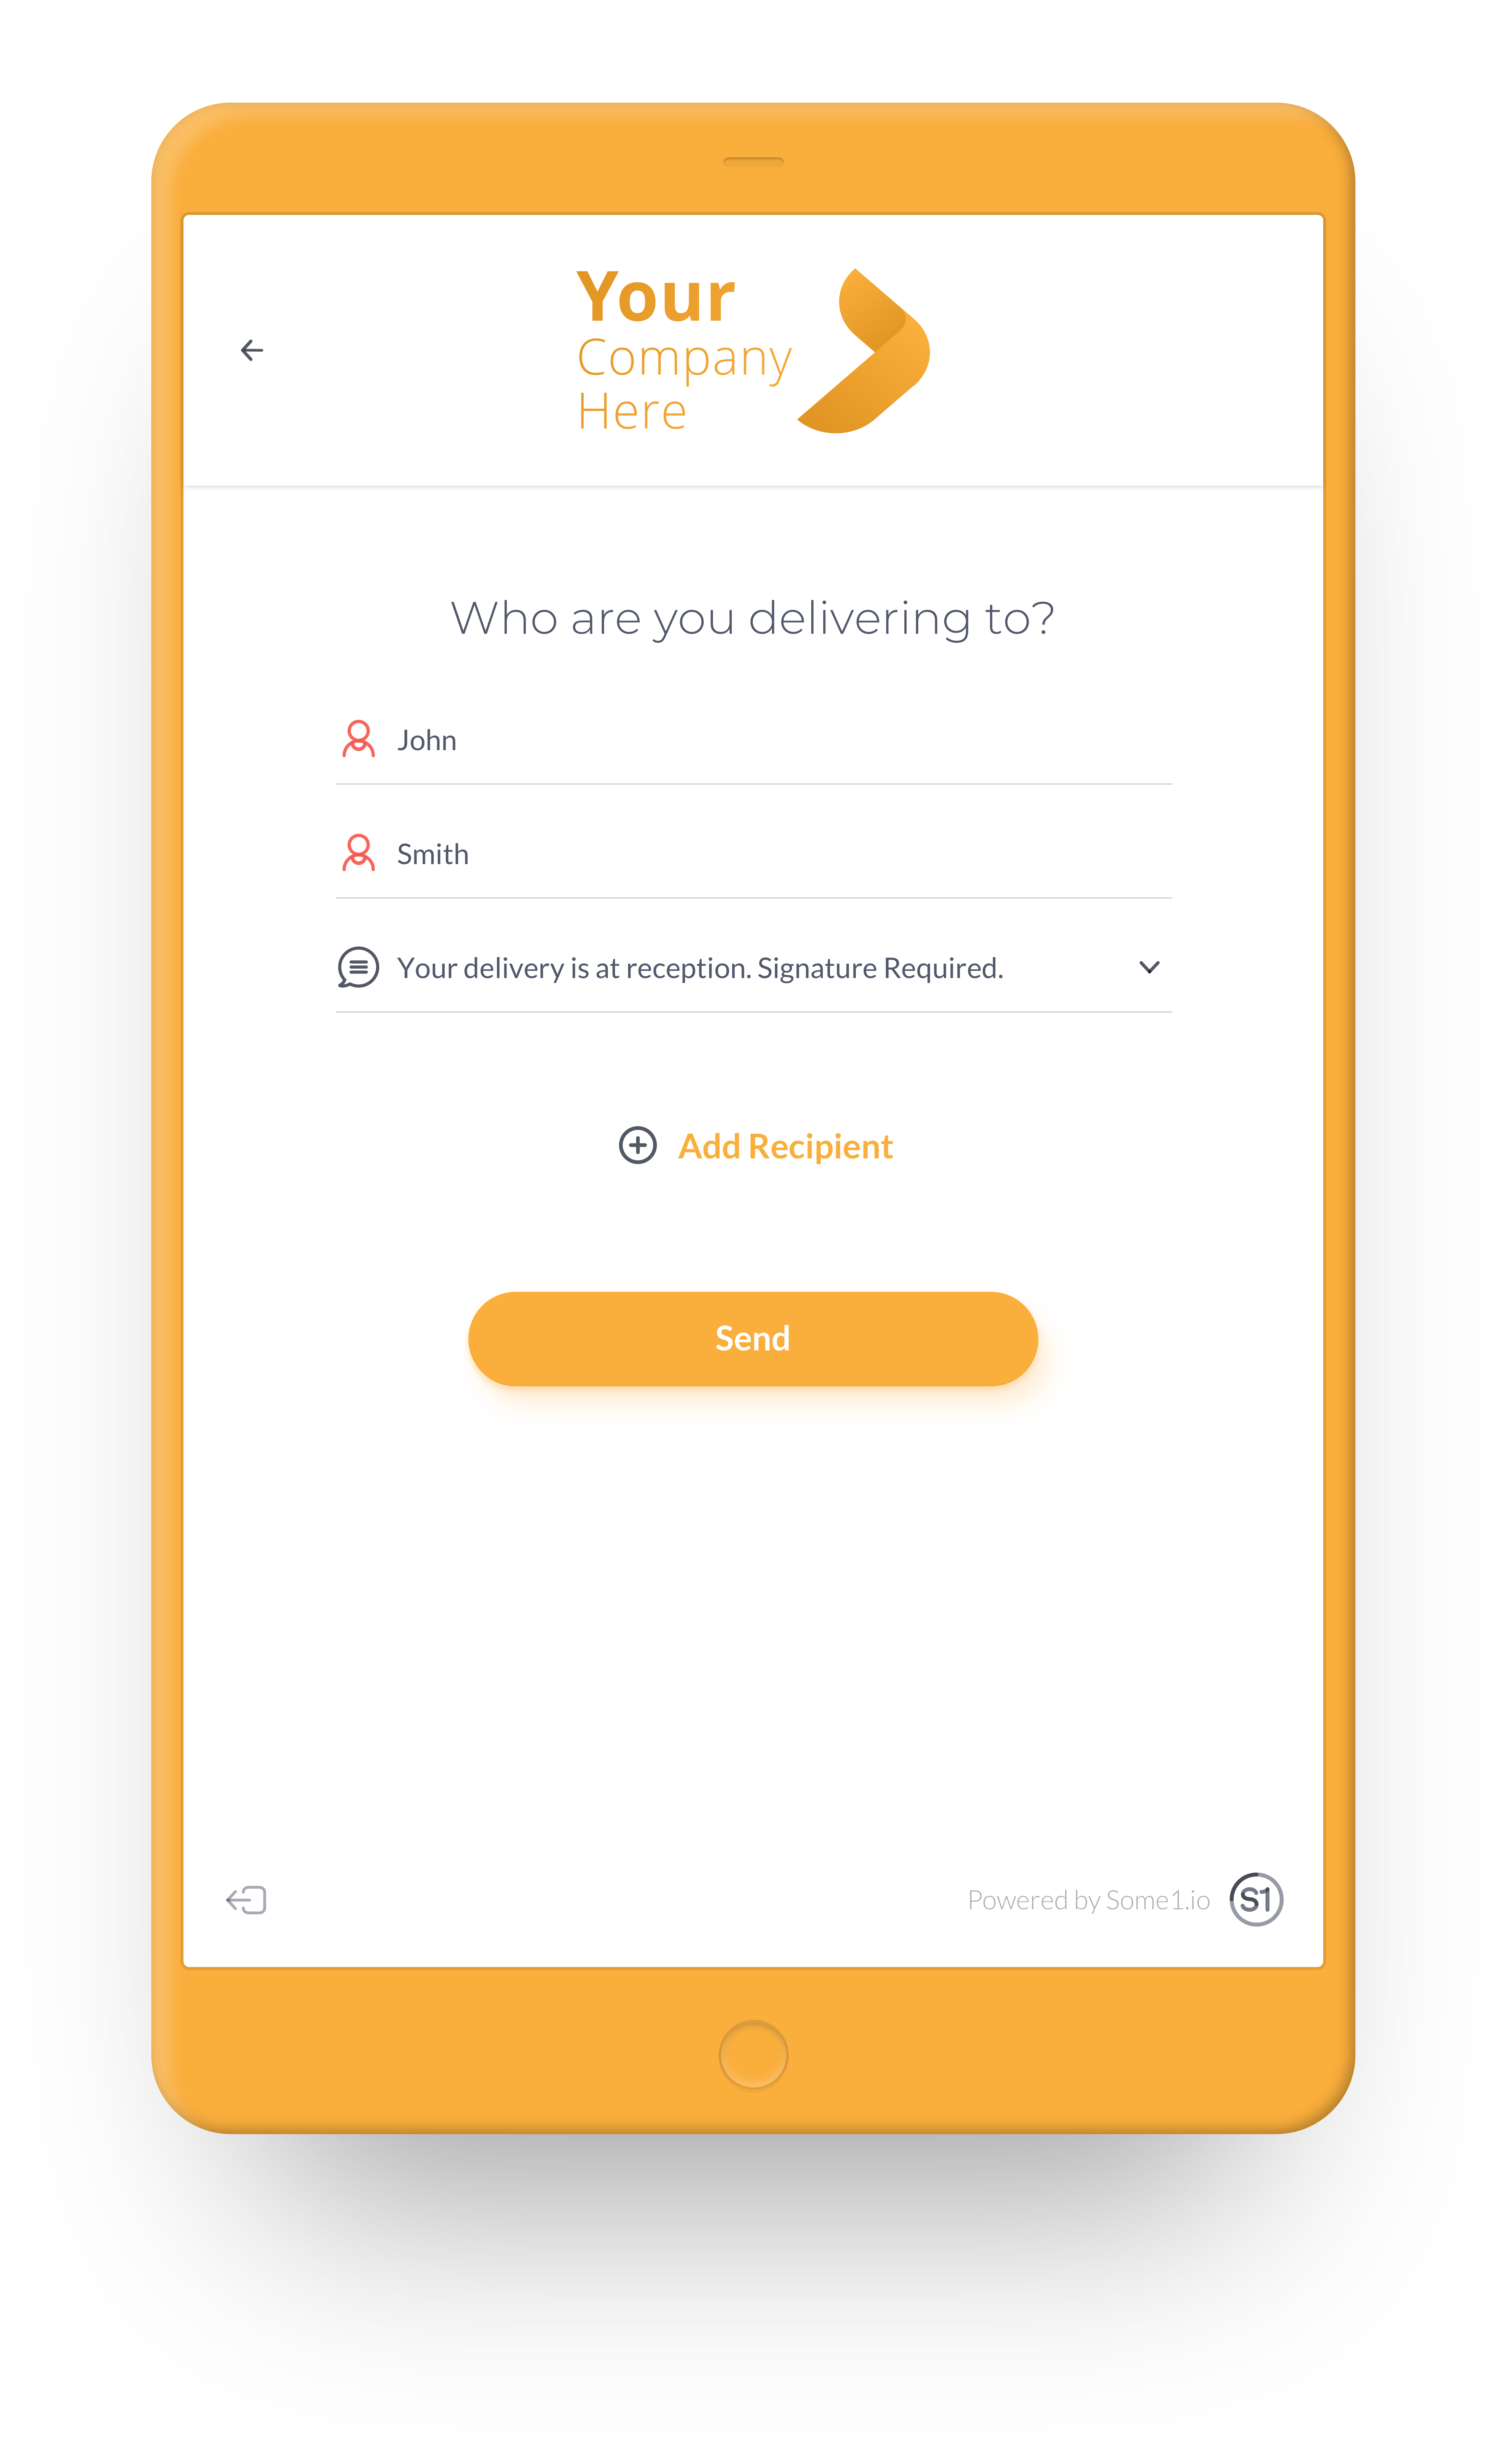 Your
Company
Here
Who are you delivering to?
John
Smith
Your delivery is at reception. Signature Required.
Add Recipient
Send
Powered by Some1.io
S1